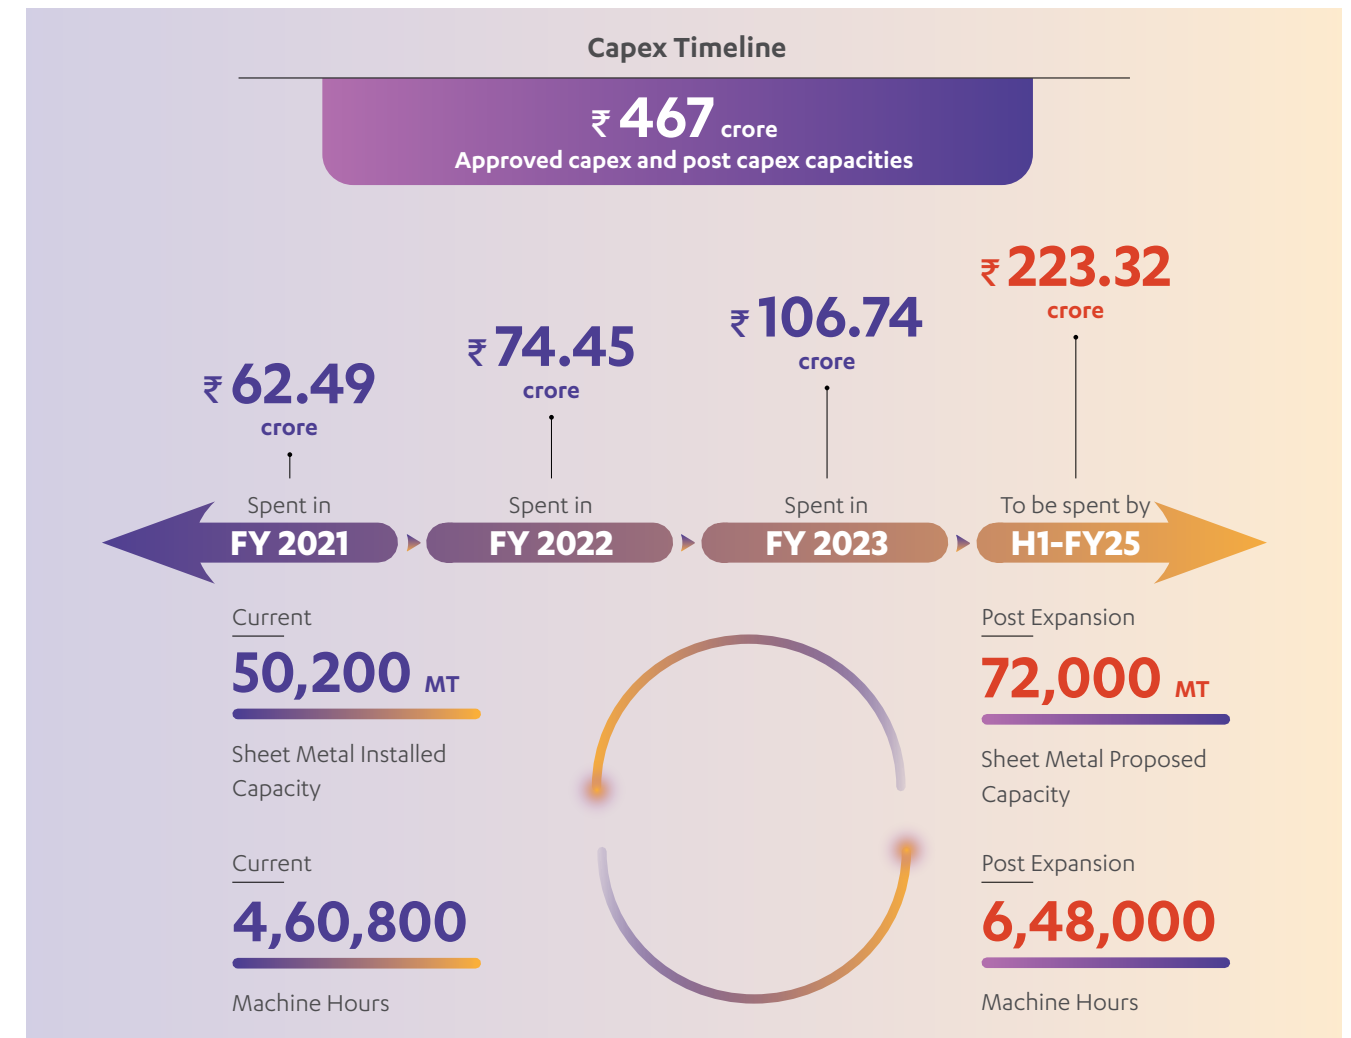 Capex Timeline
₹ 467 crore
Approved capex and post capex capacities
₹ 62.49
crore
Spent in
FY 2021
₹ 74.45
crore
Spent in
FY 2022
₹ 106.74
crore
Spent in
FY 2023
₹ 223.32
crore
To be spent by
H1-FY25
Current
50,200 MT
Sheet Metal Installed
Capacity
Post Expansion
72,000 MT
Sheet Metal Proposed
Capacity
Current
4,60,800
Machine Hours
Post Expansion
6,48,000
Machine Hours